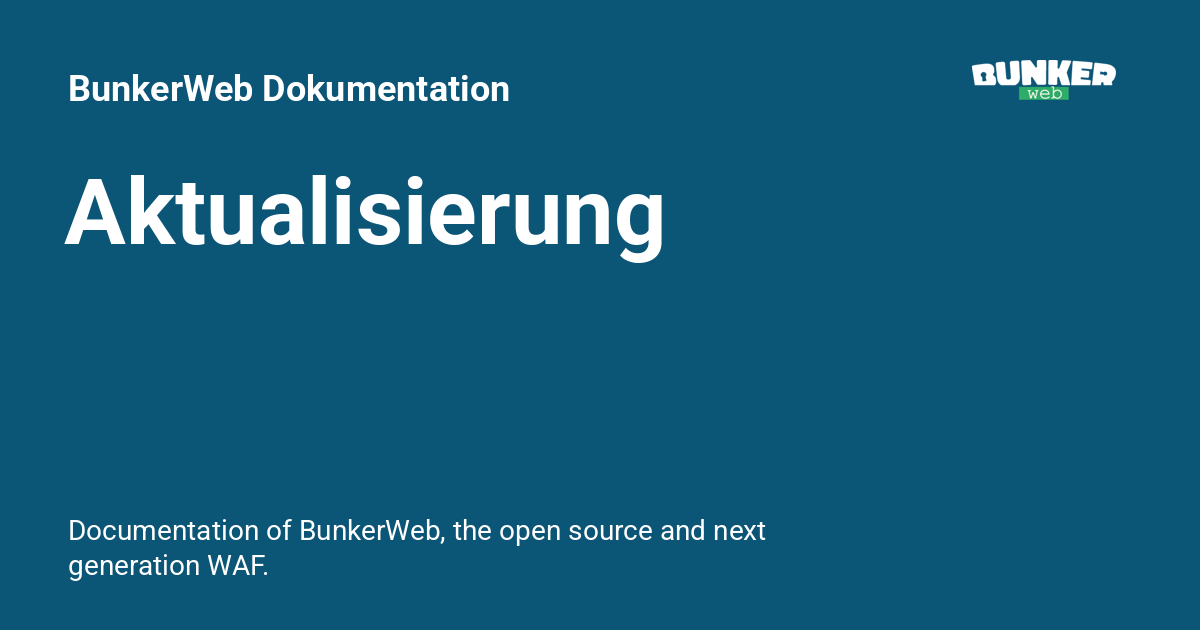 BunkerWeb Dokumentation
BUNKER
web
Aktualisierung
Documentation of BunkerWeb, the open source and next
generation WAF.